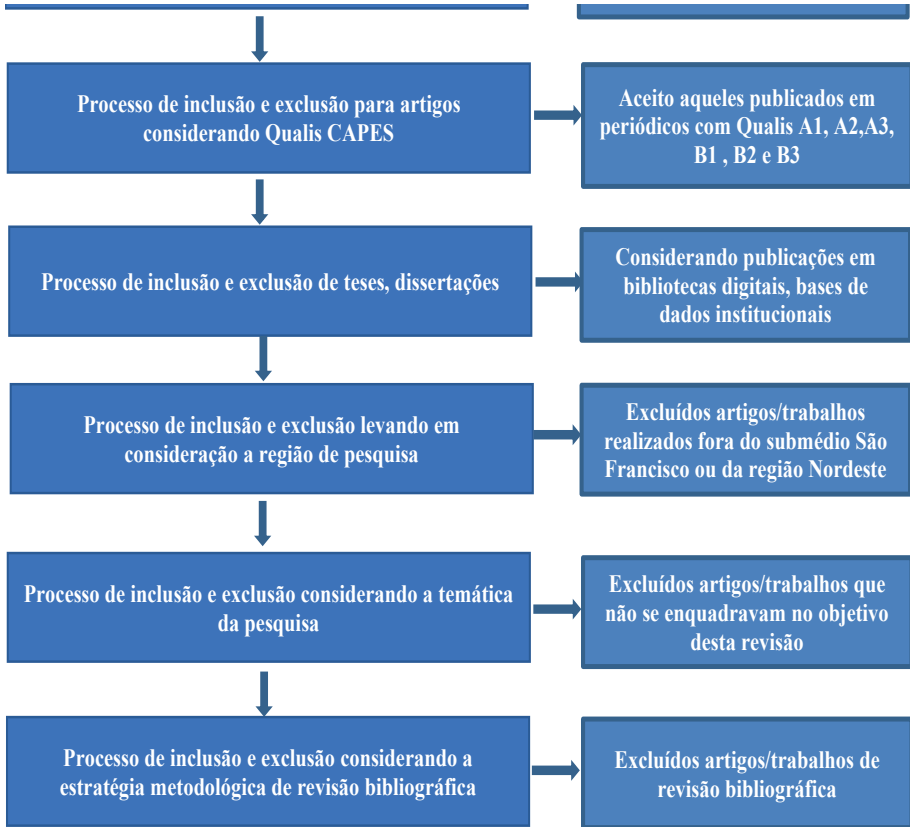 Processo de inclusão e exclusão para artigos
considerando Qualis CAPES
Aceito aqueles publicados em
periódicos com Qualis A1, A2,A3,
B1 , B2 e B3
Processo de inclusão e exclusão de teses, dissertações
Considerando publicações em
bibliotecas digitais, bases de
dados institucionais
Processo de inclusão e exclusão levando em
consideração a região de pesquisa
Excluídos artigos/trabalhos
realizados fora do submédio São
Francisco ou da região Nordeste
Processo de inclusão e exclusão considerando a temática
da pesquisa
Excluídos artigos/trabalhos que
não se enquadravam no objetivo
desta revisão
Processo de inclusão e exclusão considerando a
estratégia metodológica de revisão bibliográfica
Excluídos artigos/trabalhos de
revisão bibliográfica